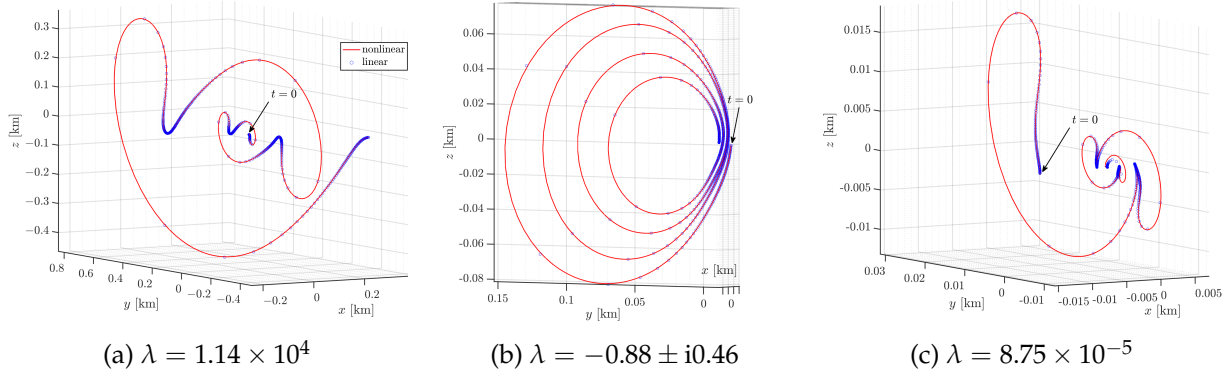 0.3
0.2
0.1
0
−0.1
−0.2
−0.3
−0.4
z [km]
nonlinear
linear
t = 0
0.8
0.6
0.4
0.2
0
−0.2
−0.4
y [km]
−0.2
0
0.2
x [km]
(a) λ = 1.14 × 10⁴
0.06
0.04
0.02
0
−0.02
−0.04
−0.06
−0.08
z [km]
t = 0
x [km]
0.15
0.1
0.05
0
0
y [km]
(b) λ = −0.88 ± i0.46
0.015
0.01
0.005
0
−0.005
−0.01
z [km]
t = 0
0.03
0.02
0.01
0
−0.01
y [km]
−0.015
−0.01
−0.005
0
0.005
x [km]
(c) λ = 8.75 × 10⁻⁵